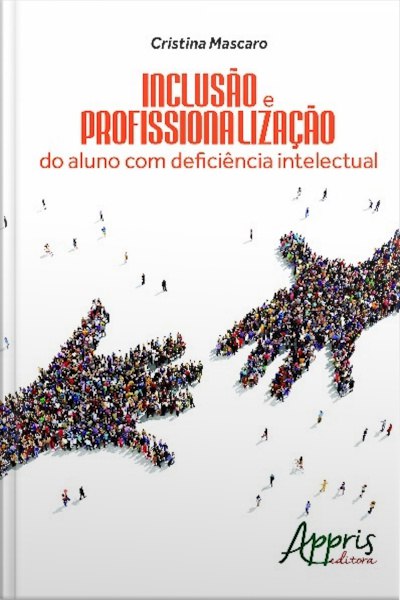 Cristina Mascaro
INCLUSÃO e
PROFISSIONALIZAÇÃO
do aluno com deficiência intelectual
Appris
editora